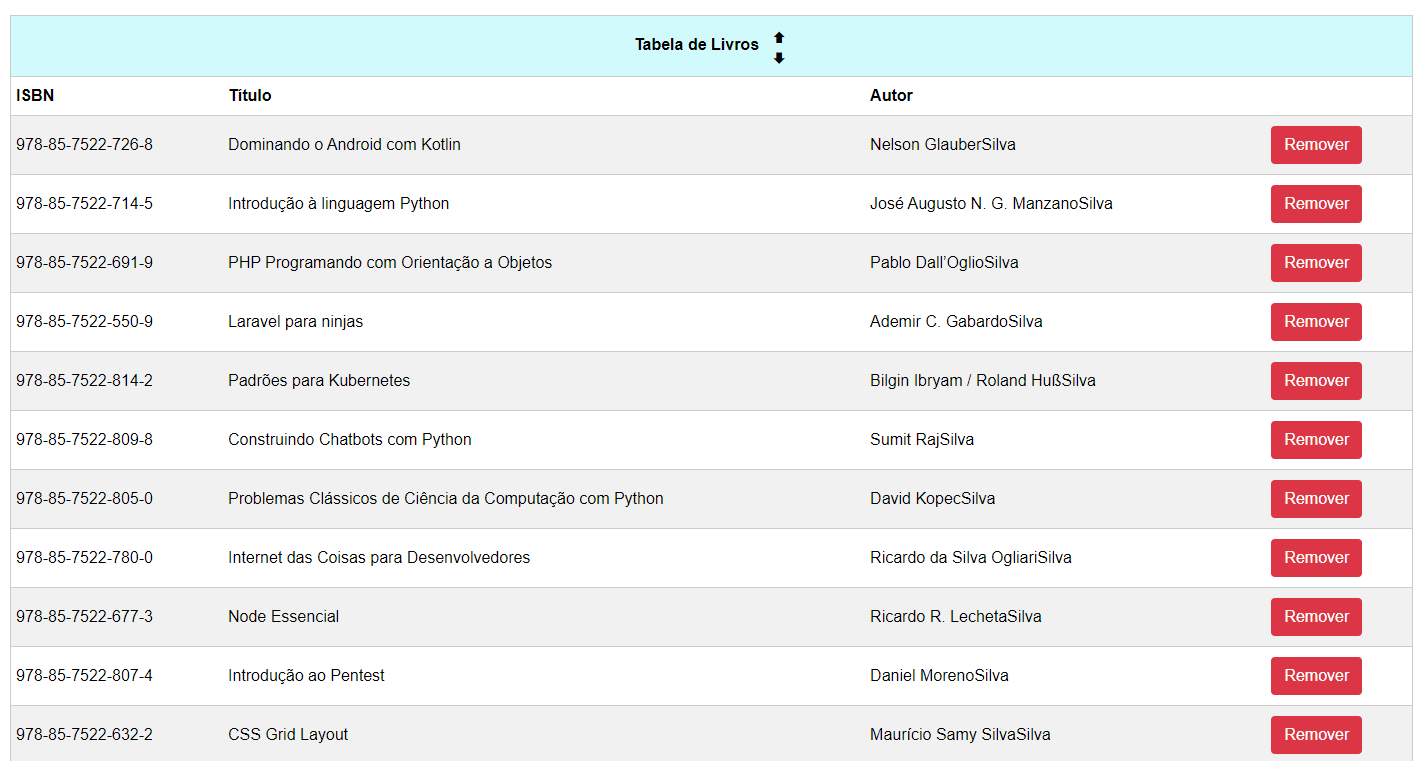 Tabela de Livros
ISBN Título Autor
978-85-7522-726-8 Dominando o Android com Kotlin Nelson GlauberSilva Remover
978-85-7522-714-5 Introdução à linguagem Python José Augusto N. G. ManzanoSilva Remover
978-85-7522-691-9 PHP Programando com Orientação a Objetos Pablo Dall’OglioSilva Remover
978-85-7522-550-9 Laravel para ninjas Ademir C. GabardoSilva Remover
978-85-7522-814-2 Padrões para Kubernetes Bilgin Ibryam / Roland HußSilva Remover
978-85-7522-809-8 Construindo Chatbots com Python Sumit RajSilva Remover
978-85-7522-805-0 Problemas Clássicos de Ciência da Computação com Python David KopecSilva Remover
978-85-7522-780-0 Internet das Coisas para Desenvolvedores Ricardo da Silva OgliariSilva Remover
978-85-7522-677-3 Node Essencial Ricardo R. LechetaSilva Remover
978-85-7522-807-4 Introdução ao Pentest Daniel MorenoSilva Remover
978-85-7522-632-2 CSS Grid Layout Maurício Samy SilvaSilva Remover